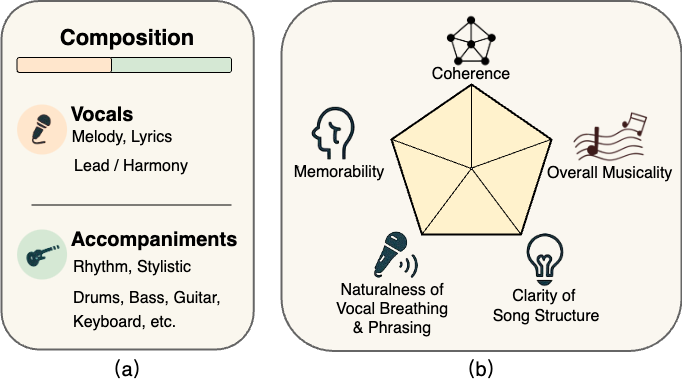 Composition
Vocals
Melody, Lyrics
Lead / Harmony
Accompaniments
Rhythm, Stylistic
Drums, Bass, Guitar,
Keyboard, etc.
(a)
Coherence
Memorability
Overall Musicality
Naturalness of
Vocal Breathing
& Phrasing
Clarity of
Song Structure
(b)